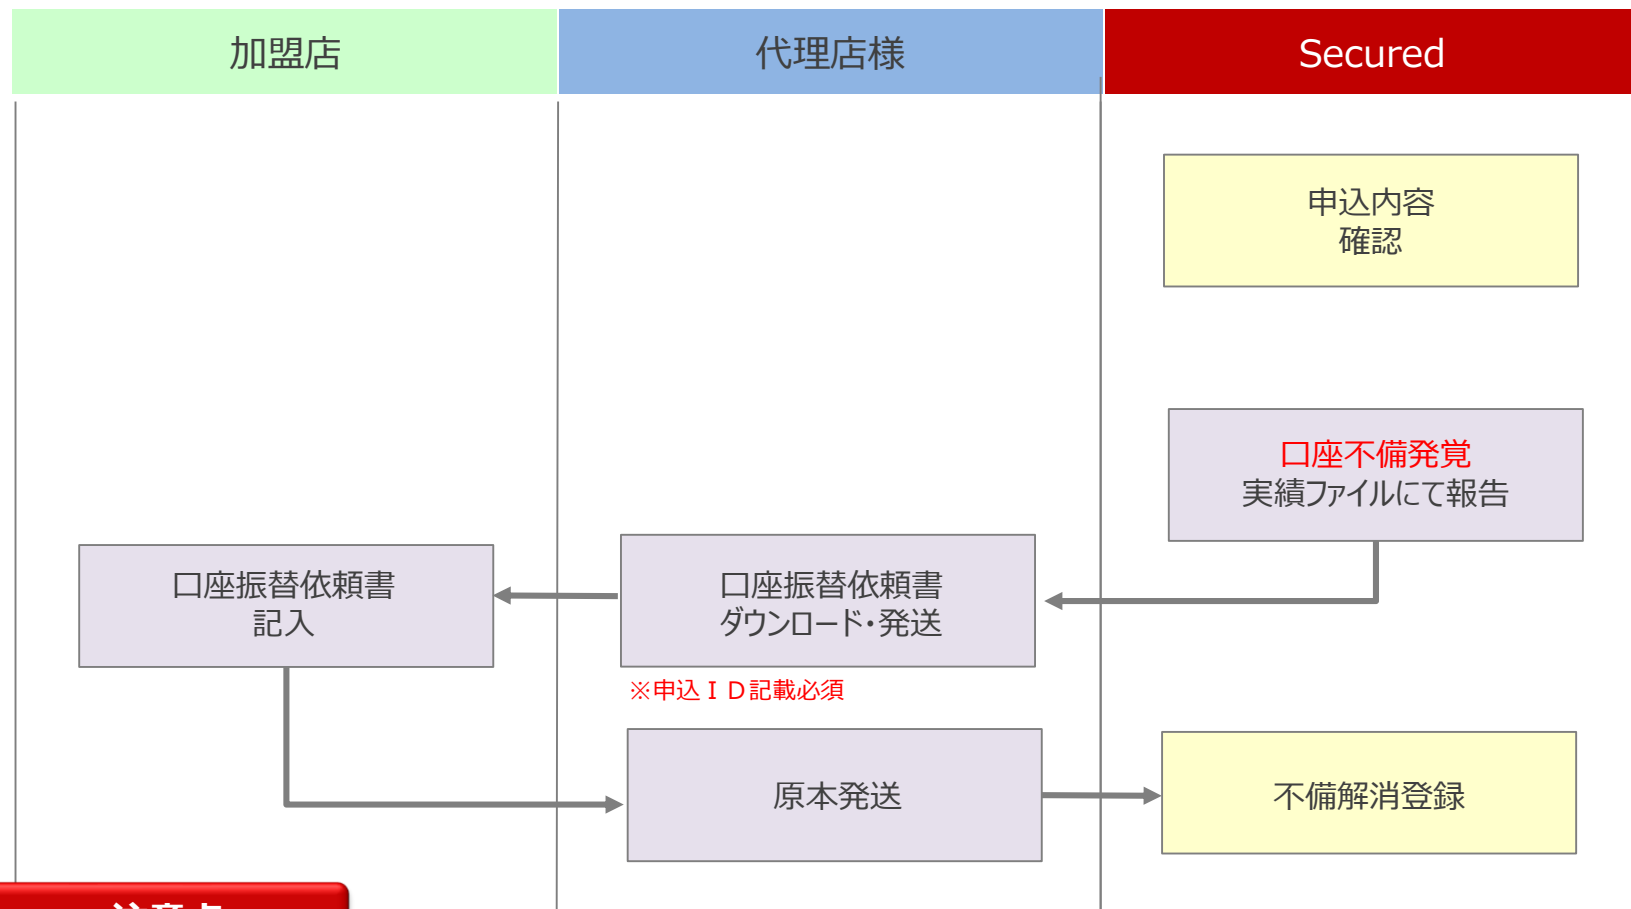 加盟店
代理店様
Secured
申込内容
確認
口座不備発覚
実績ファイルにて報告
口座振替依頼書
記入
口座振替依頼書
ダウンロード・発送
※申込ＩＤ記載必須
原本発送
不備解消登録
注意点